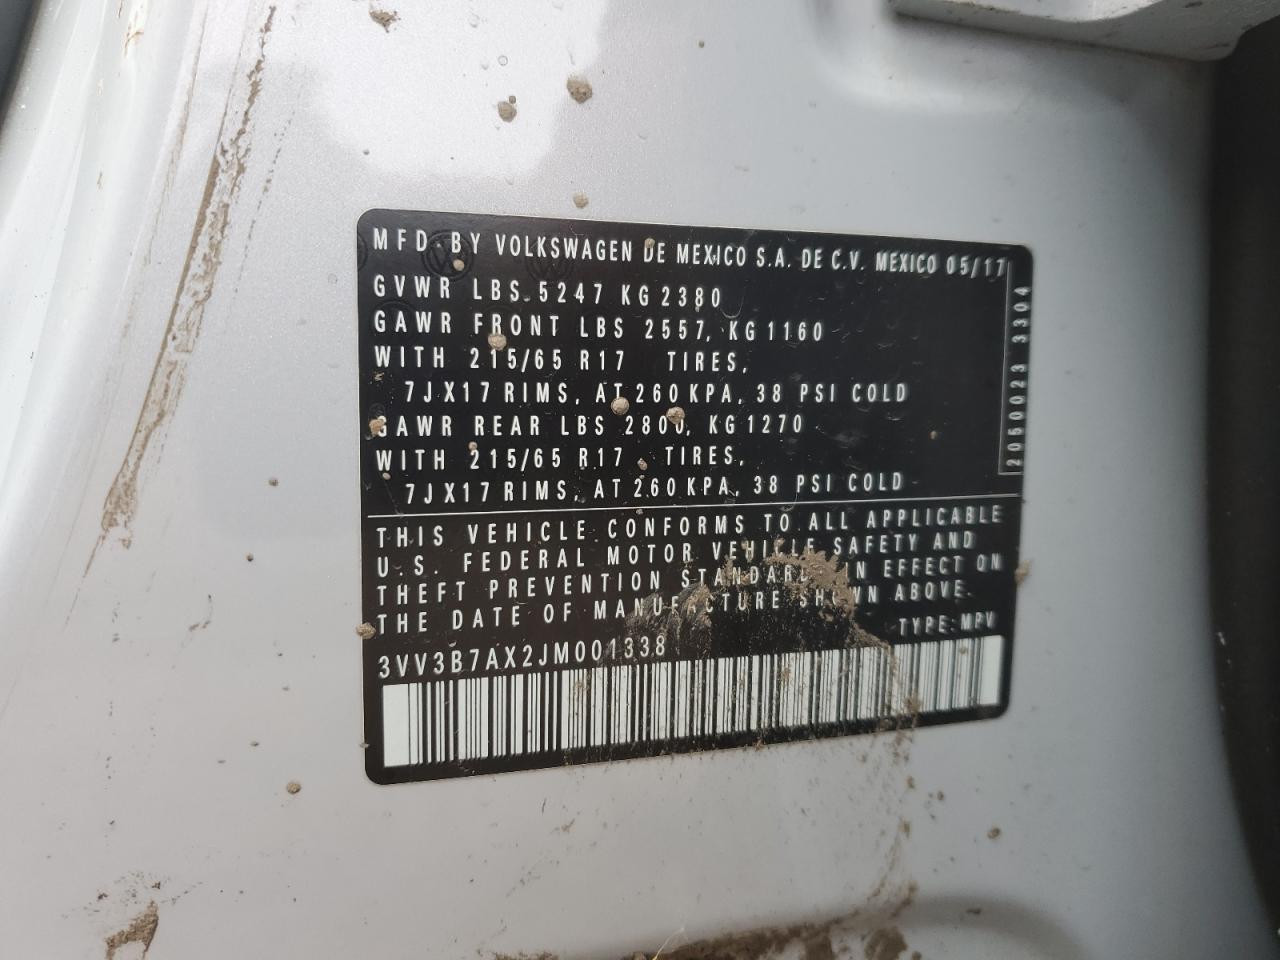 MFD. BY VOLKSWAGEN DE MEXICO S.A. DE C.V. MEXICO 05/17
GVWR LBS. 5247 KG 2380
GAWR FRONT LBS 2557, KG 1160
WITH 215/65 R17 TIRES,
7JX17 RIMS, AT 260 KPA, 38 PSI COLD
GAWR REAR LBS 2800, KG 1270
WITH 215/65 R17 TIRES,
7JX17 RIMS, AT 260 KPA, 38 PSI COLD
2050023 3304
THIS VEHICLE CONFORMS TO ALL APPLICABLE
U.S. FEDERAL MOTOR VEHICLE SAFETY AND
THEFT PREVENTION STANDARDS IN EFFECT ON
THE DATE OF MANUFACTURE SHOWN ABOVE.
TYPE: MPV
3VV3B7AX2JM001338